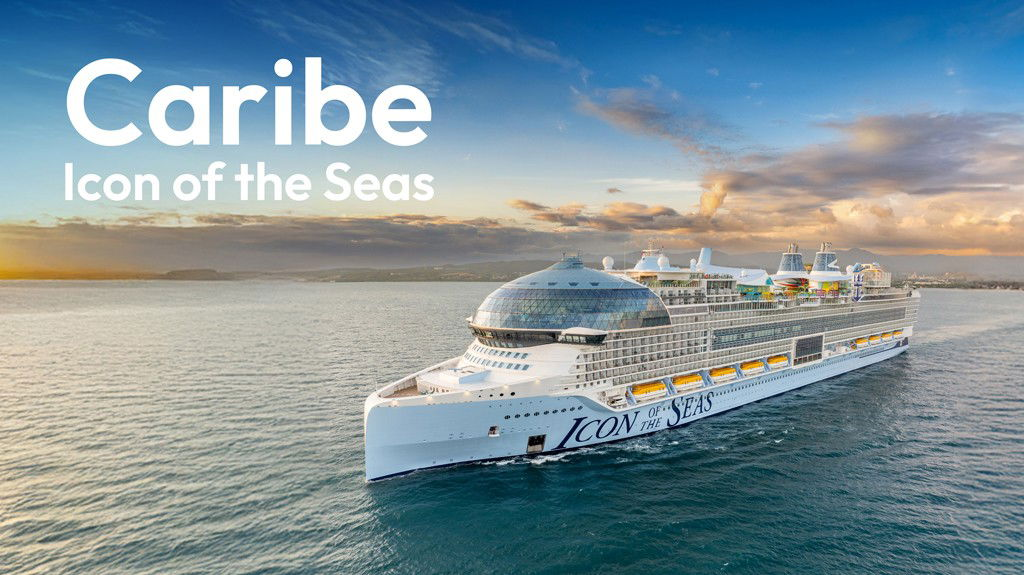 Caribe
Icon of the Seas
ICON OF THE SEAS